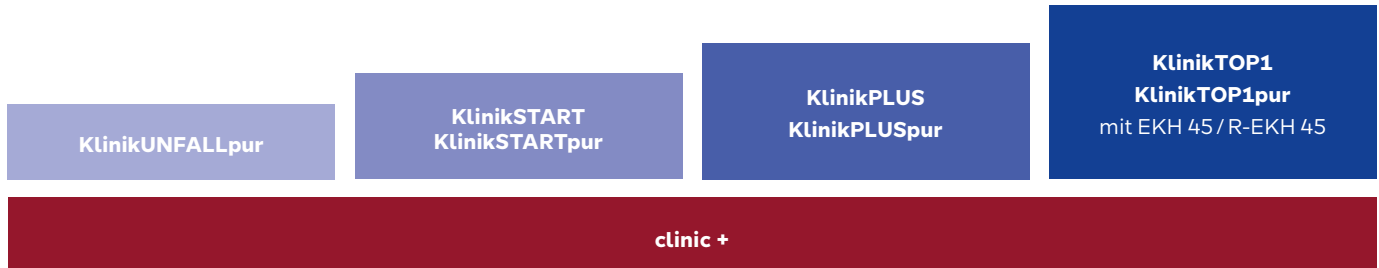 KlinikUNFALLpur
KlinikSTART
KlinikSTARTpur
KlinikPLUS
KlinikPLUSpur
KlinikTOP1
KlinikTOP1pur
mit EKH 45 / R-EKH 45
clinic +